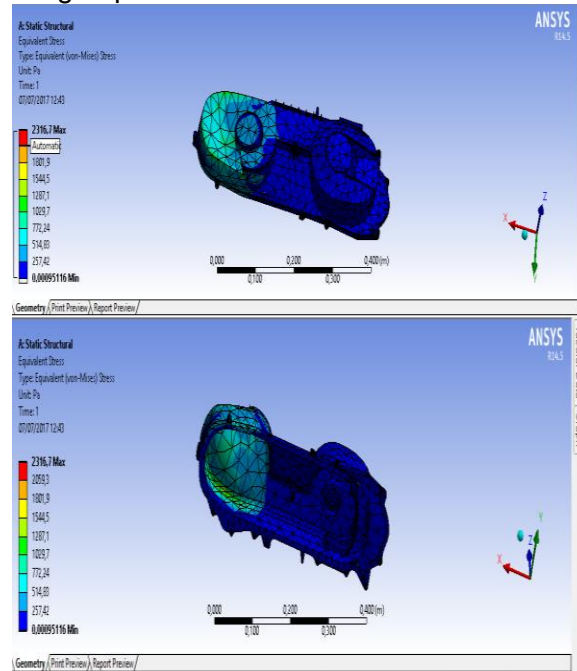 A: Static Structural
Equivalent Stress
Type: Equivalent (von-Mises) Stress
Unit: Pa
Time: 1
07/07/2017 12:43
2316,7 Max
Automatic
1801,9
1544,5
1287,1
1029,7
772,24
514,83
257,42
0,00095116 Min
ANSYS
R14.5
X
Z
Y
0,000
0,200
0,400 (m)
0,100
0,300
Geometry
Print Preview
Report Preview
A: Static Structural
Equivalent Stress
Type: Equivalent (von-Mises) Stress
Unit: Pa
Time: 1
07/07/2017 12:43
2316,7 Max
2059,3
1801,9
1544,5
1287,1
1029,7
772,24
514,83
257,42
0,00095116 Min
ANSYS
R14.5
Y
Z
X
0,000
0,200
0,400 (m)
0,100
0,300
Geometry
Print Preview
Report Preview